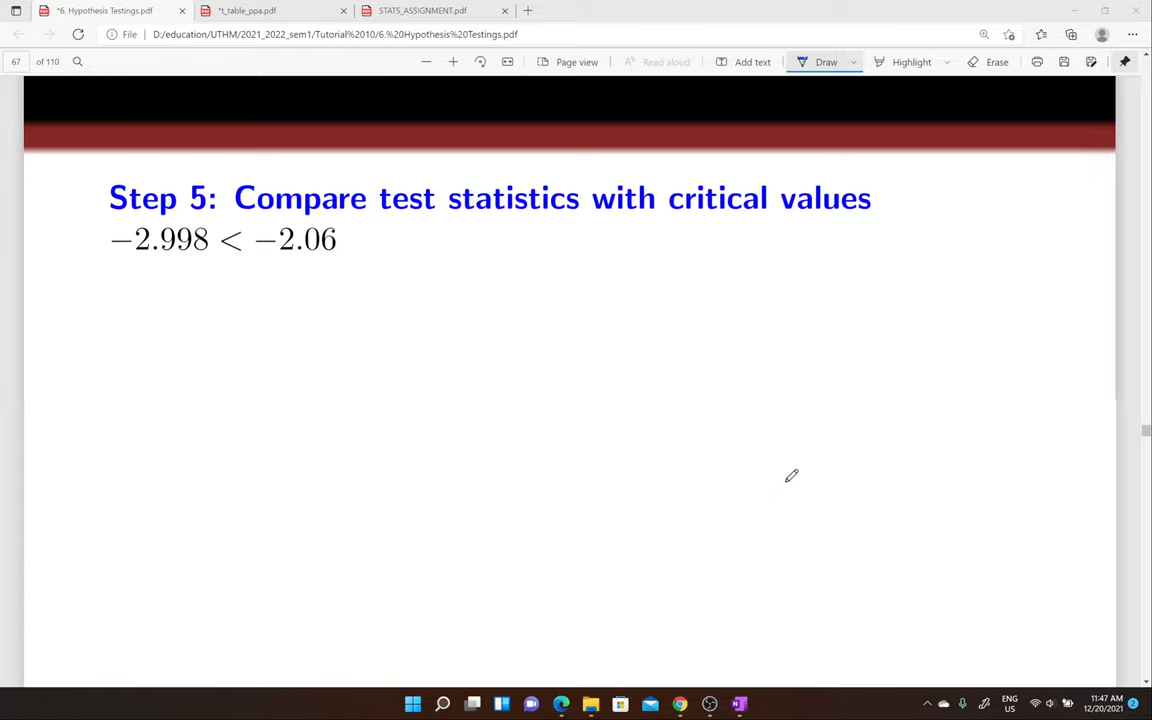 *6. Hypothesis Testings.pdf
*t_table_ppa.pdf
STATS_ASSIGNMENT.pdf
File
D:/education/UTHM/2021_2022_sem1/Tutorial%2010/6.%20Hypothesis%20Testings.pdf
67 of 110
Page view
Read aloud
Add text
Draw
Highlight
Erase
Step 5: Compare test statistics with critical values
−2.998 < −2.06
ENG
US
11:47 AM
12/20/2021
2